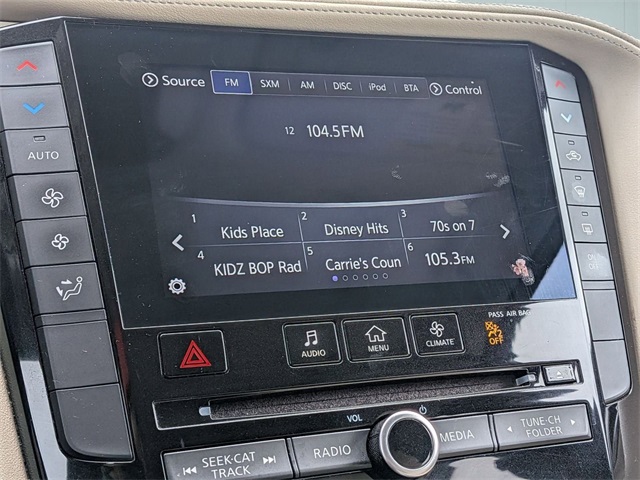 Source FM SXM AM DISC iPod BTA Control
12 104.5FM
1 Kids Place 2 Disney Hits 3 70s on 7
4 KIDZ BOP Rad 5 Carrie's Coun 6 105.3FM
AUTO
PASS AIR BAG
2 OFF
AUDIO MENU CLIMATE
VOL
SEEK·CAT TRACK
RADIO
MEDIA
TUNE·CH FOLDER